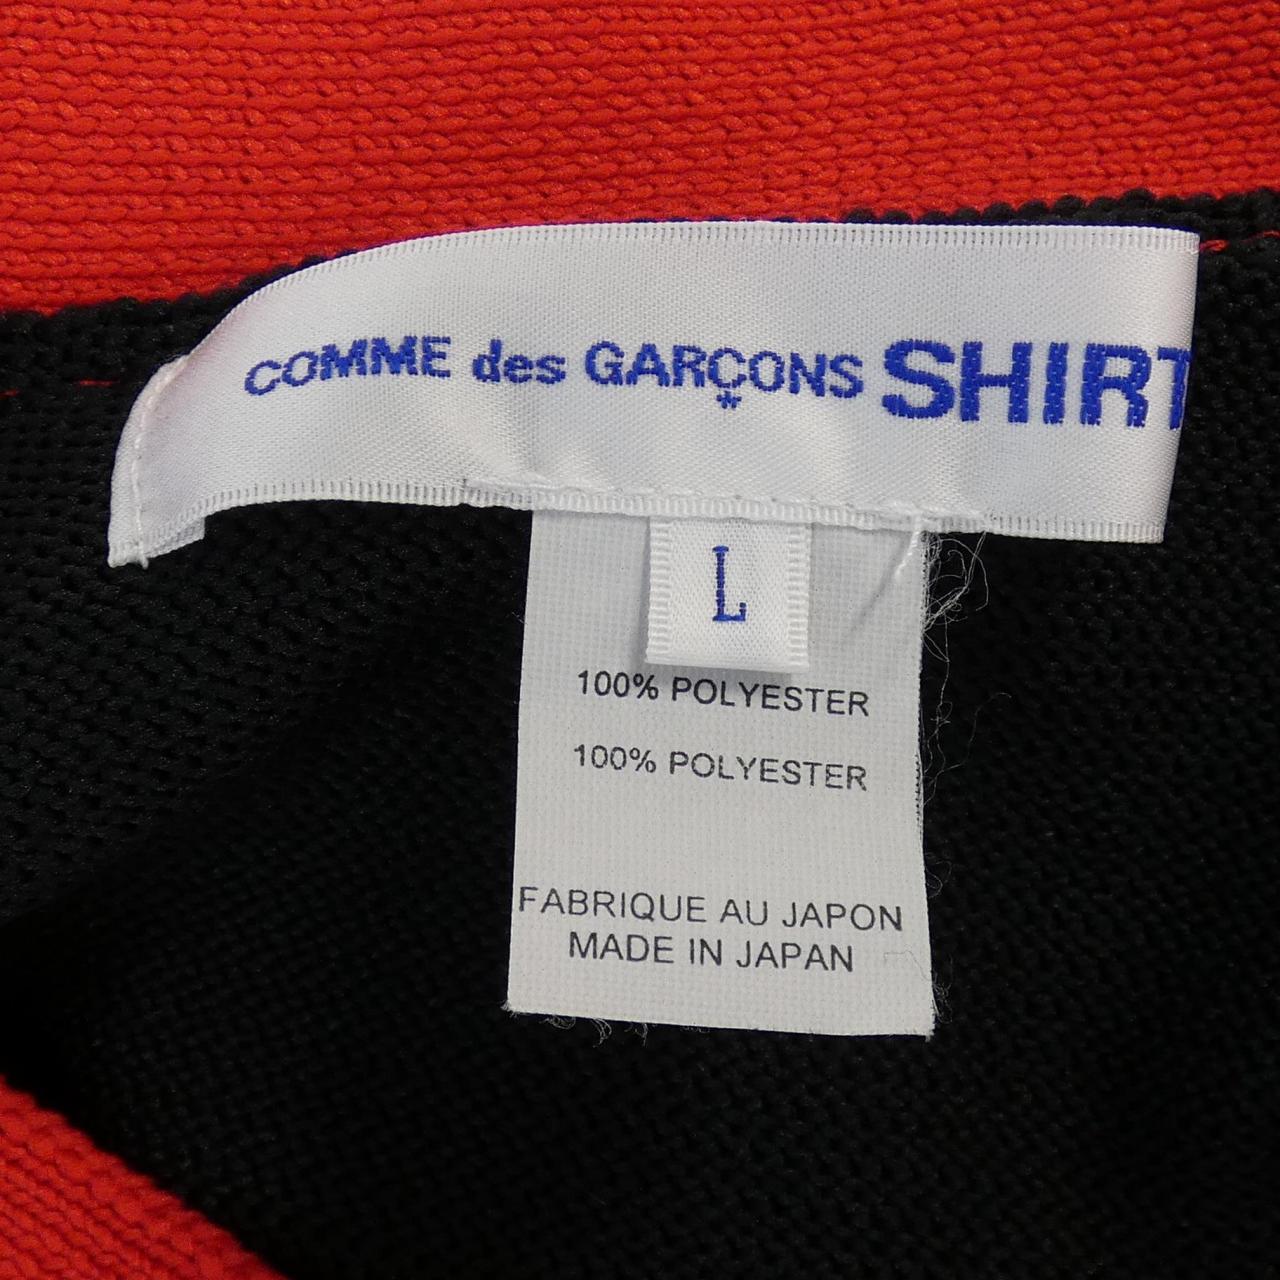 COMME des GARÇONS SHIRT
*
L
100% POLYESTER
100% POLYESTER
FABRIQUE AU JAPON
MADE IN JAPAN